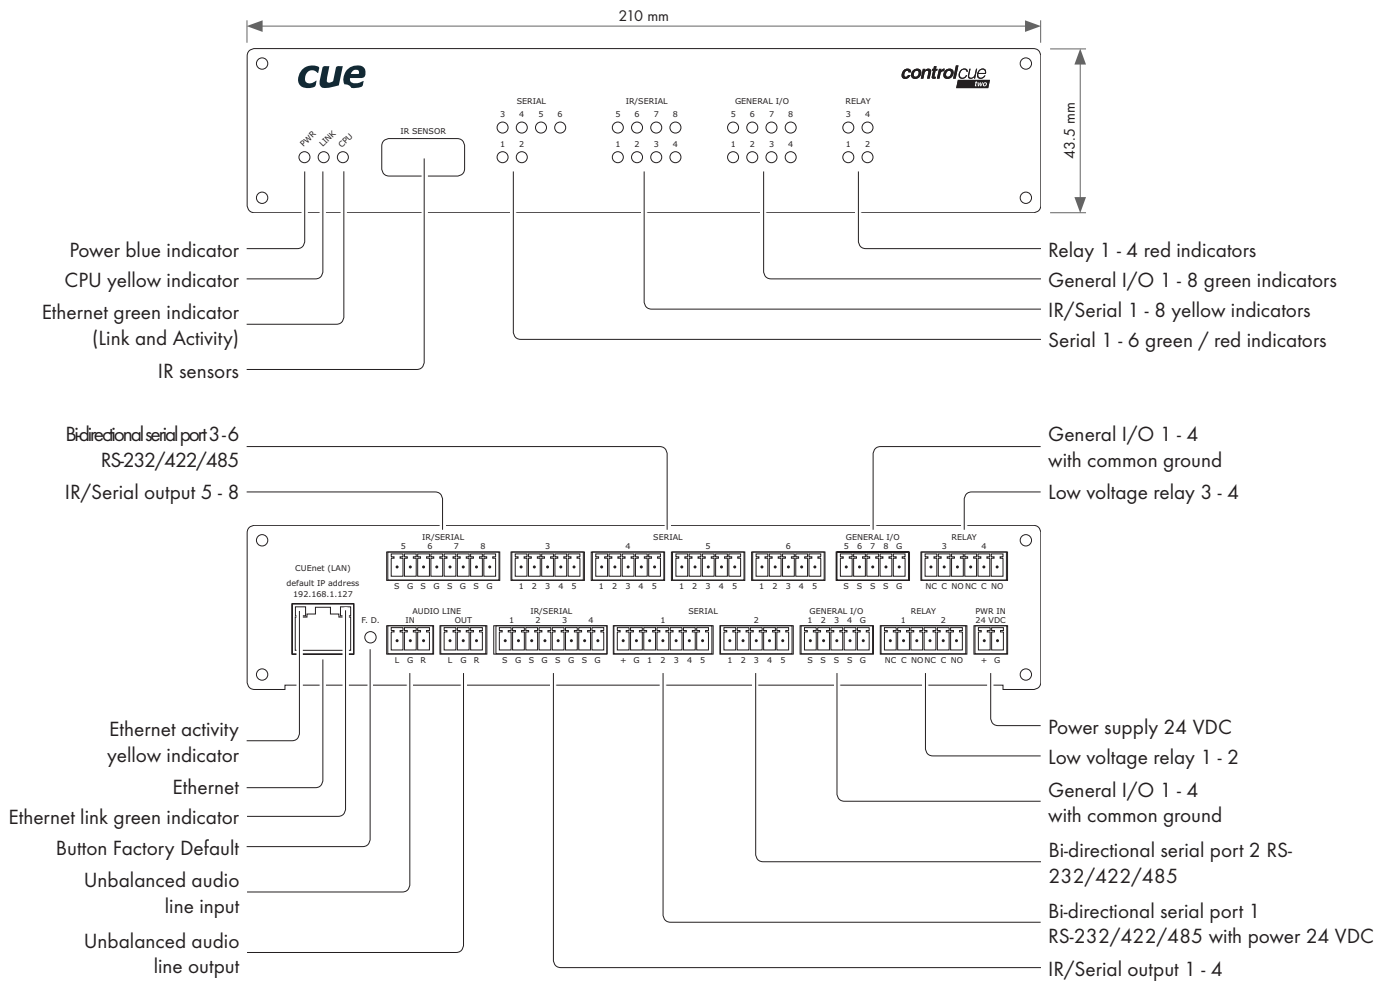 210 mm
cue
controlcue
two
43.5 mm
SERIAL
IR/SERIAL
GENERAL I/O
RELAY
3 4 5 6
5 6 7 8
5 6 7 8
3 4
PWR
LINK
CPU
IR SENSOR
1 2
1 2 3 4
1 2 3 4
1 2
Power blue indicator
CPU yellow indicator
Ethernet green indicator
(Link and Activity)
IR sensors
Relay 1 - 4 red indicators
General I/O 1 - 8 green indicators
IR/Serial 1 - 8 yellow indicators
Serial 1 - 6 green / red indicators
Bi-directional serial port 3 - 6
RS-232/422/485
IR/Serial output 5 - 8
General I/O 1 - 4
with common ground
Low voltage relay 3 - 4
IR/SERIAL
SERIAL
GENERAL I/O
RELAY
5 6 7 8
3
4
5
6
5 6 7 8 G
3 4
S G S G S G S G
1 2 3 4 5
1 2 3 4 5
1 2 3 4 5
1 2 3 4 5
S S S S G
NC C NO NC C NO
CUEnet (LAN)
default IP address
192.168.1.127
F. D.
AUDIO LINE
IN
OUT
IR/SERIAL
1 2 3 4
SERIAL
1
2
GENERAL I/O
1 2 3 4 G
RELAY
1 2
PWR IN
24 VDC
L G R
L G R
S G S G S G S G
+ G 1 2 3 4 5
1 2 3 4 5
S S S S G
NC C NO NC C NO
+ G
Ethernet activity
yellow indicator
Ethernet
Ethernet link green indicator
Button Factory Default
Unbalanced audio
line input
Unbalanced audio
line output
Power supply 24 VDC
Low voltage relay 1 - 2
General I/O 1 - 4
with common ground
Bi-directional serial port 2 RS-
232/422/485
Bi-directional serial port 1
RS-232/422/485 with power 24 VDC
IR/Serial output 1 - 4